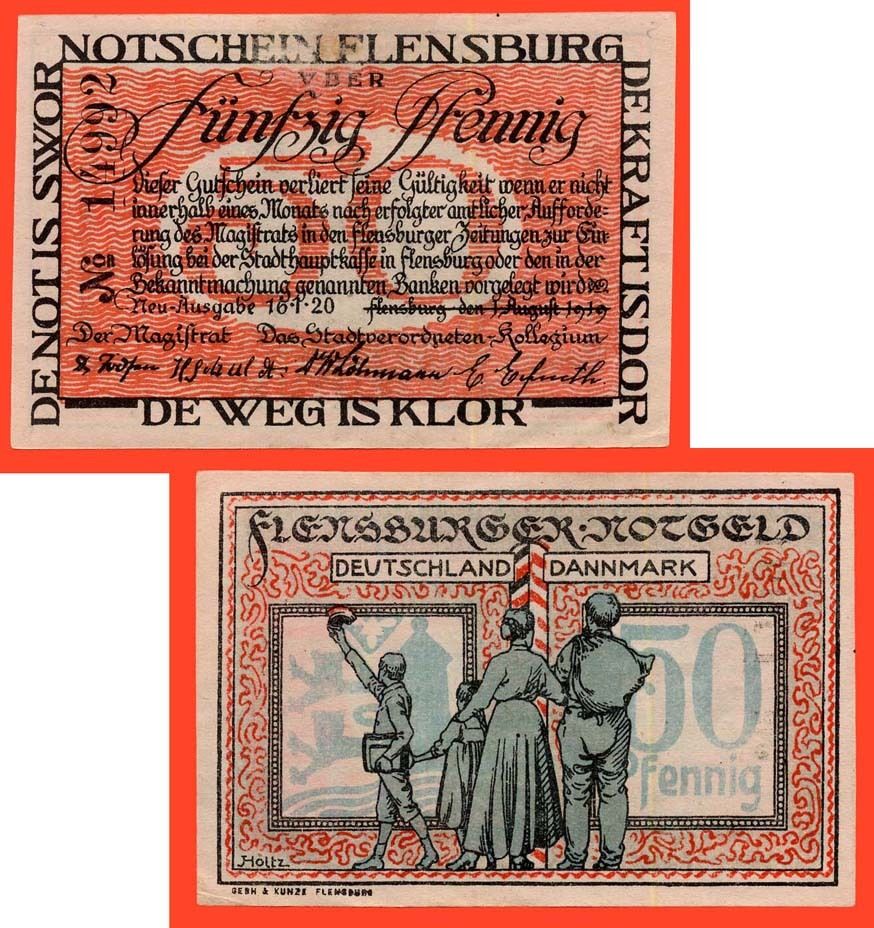 NOTSCHEIN FLENSBURG
DE NOT IS SWOR
DE KRAFT IS DOR
DE WEG IS KLOR
No 14992
VBER
Fünfzig Pfennig
50
Dieser Gutschein verliert seine Gültigkeit wenn er nicht
innerhalb eines Monats nach erfolgter amtlicher Aufforde-
rung des Magistrats in den Flensburger Zeitungen zur Ein-
lösung bei der Stadthauptkasse in Flensburg oder den in der
Bekanntmachung genannten Banken vorgelegt wird
Neu-Ausgabe 16·1·20 Flensburg den 1 August 1919
Der Magistrat Das Stadtverordneten-Kollegium
FLENSBURGER·NOTGELD
DEUTSCHLAND DANNMARK
50
Pfennig
Holtz
GEBH & KUNZE FLENSBURG